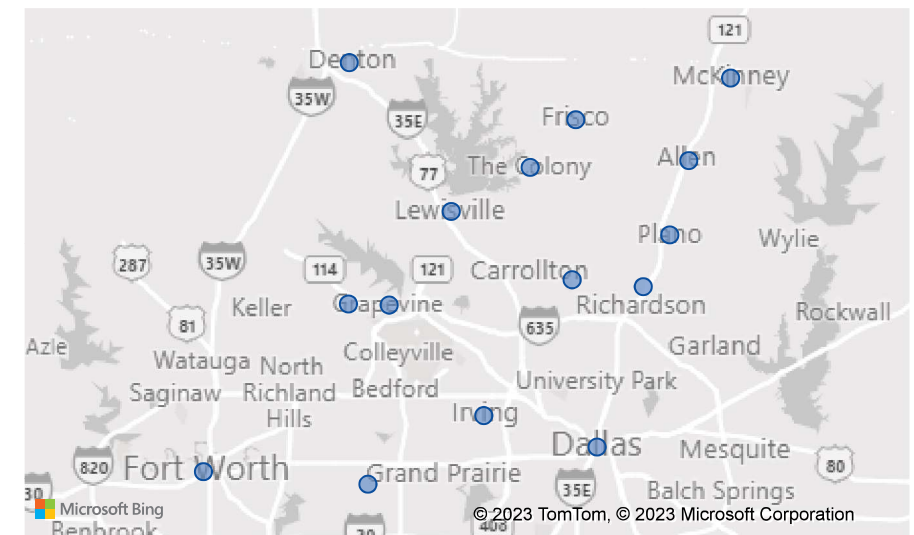 121
Denton
McKinney
35W
Frisco
35E
Allen
The Colony
77
Lewisville
Plano
Wylie
287
35W
114
121
Carrollton
Keller
Grapevine
Richardson
Rockwall
81
635
Azle
Garland
Watauga
North
Richland
Hills
Colleyville
Saginaw
Bedford
University Park
Irving
Dallas
Mesquite
820
Fort Worth
Grand Prairie
80
35E
Balch Springs
30
Microsoft Bing
© 2023 TomTom, © 2023 Microsoft Corporation
408
Benbrook